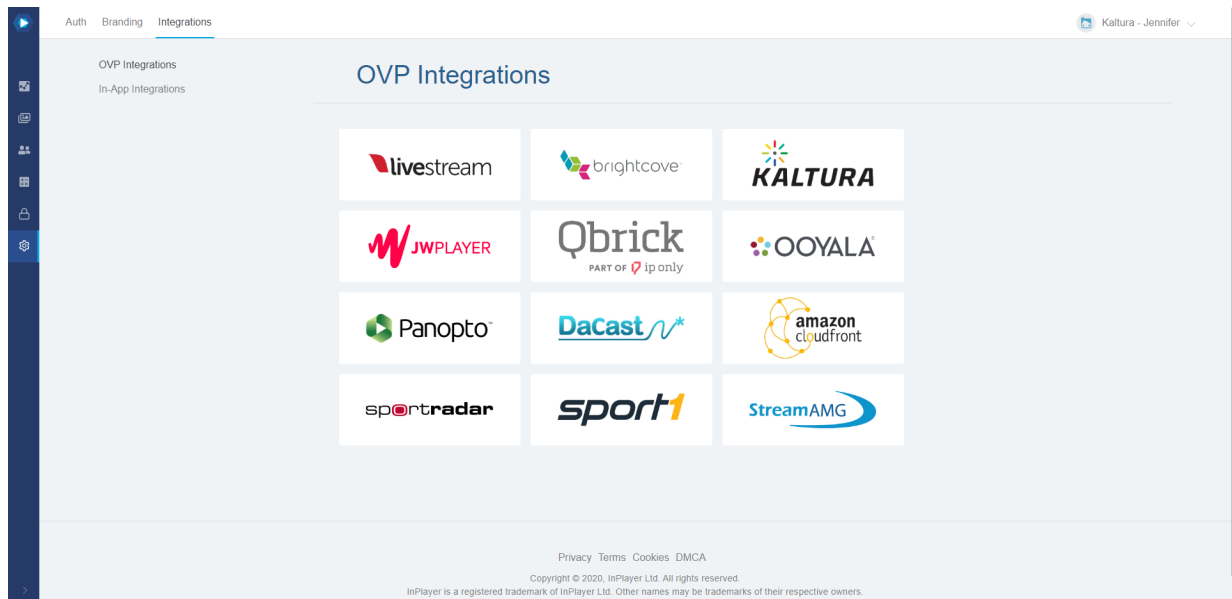 Auth Branding Integrations
Kaltura - Jennifer
OVP Integrations
In-App Integrations
OVP Integrations
livestream
brightcove
KALTURA
JWPLAYER
Qbrick
PART OF ip only
OOYALA
Panopto
DaCast
amazon
cloudfront
sportradar
sport1
StreamAMG
Privacy Terms Cookies DMCA
Copyright © 2020, InPlayer Ltd. All rights reserved.
InPlayer is a registered trademark of InPlayer Ltd. Other names may be trademarks of their respective owners.